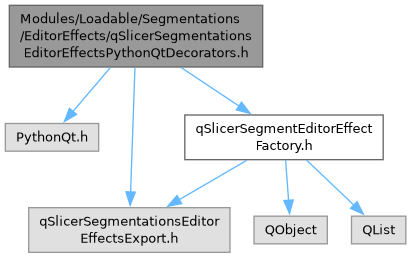 Modules/Loadable/Segmentations
/EditorEffects/qSlicerSegmentations
EditorEffectsPythonQtDecorators.h
PythonQt.h
qSlicerSegmentEditorEffect
Factory.h
qSlicerSegmentationsEditor
EffectsExport.h
QObject
QList